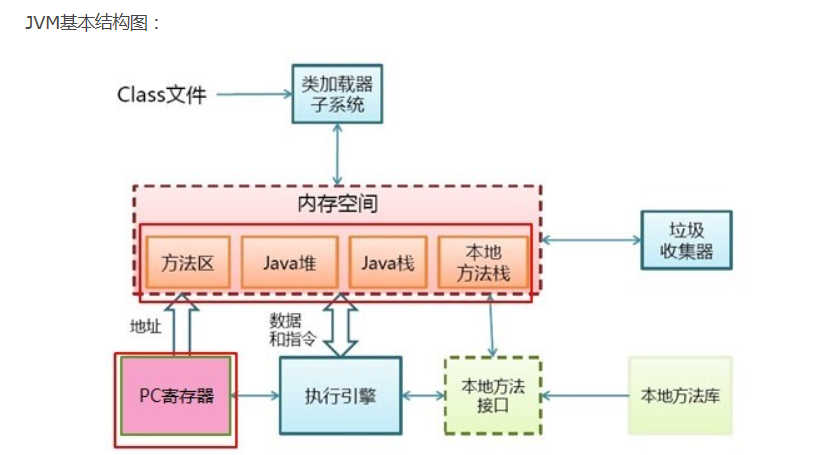 JVM基本结构图：
Class文件
类加载器
子系统
内存空间
方法区
Java堆
Java栈
本地
方法栈
垃圾
收集器
地址
数据
和指令
PC寄存器
执行引擎
本地方法
接口
本地方法库